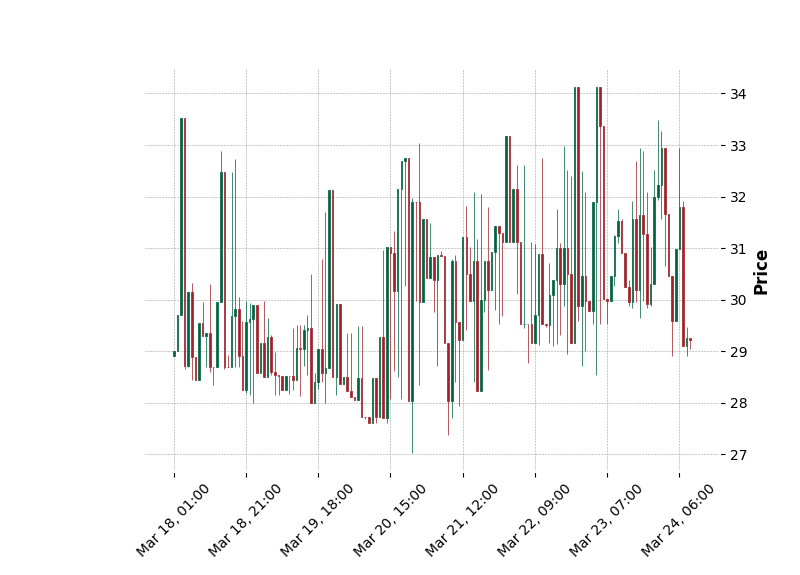 34
33
32
31
30
29
28
27
Price
Mar 18, 01:00
Mar 18, 21:00
Mar 19, 18:00
Mar 20, 15:00
Mar 21, 12:00
Mar 22, 09:00
Mar 23, 07:00
Mar 24, 06:00